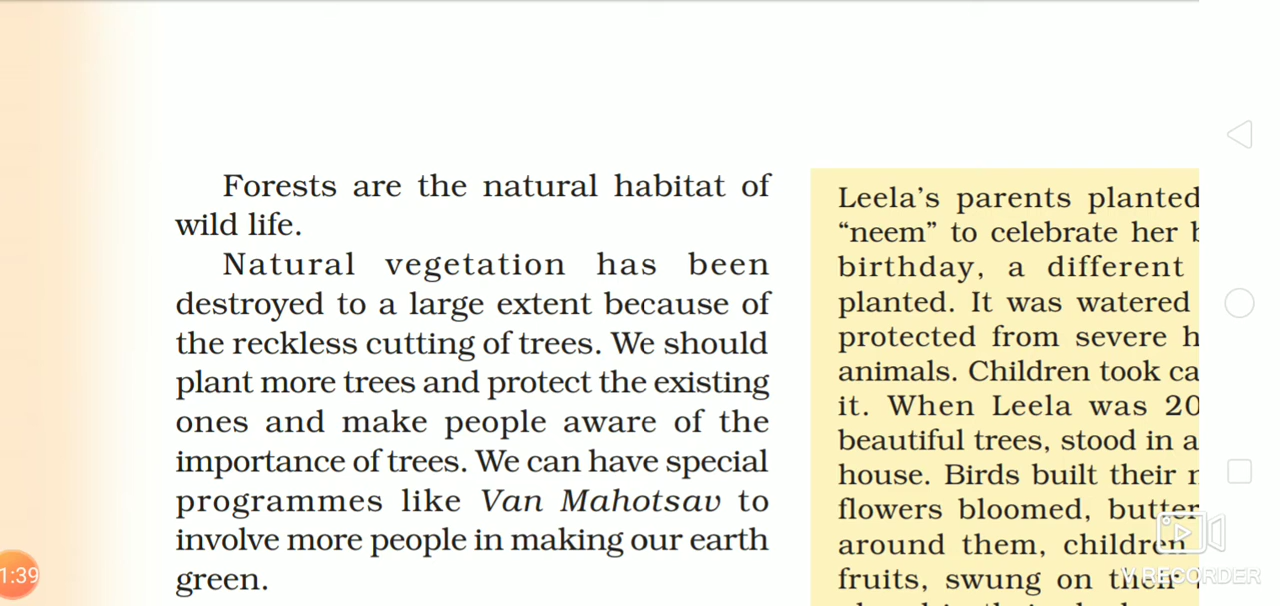 Forests are the natural habitat of
wild life.
Natural vegetation has been
destroyed to a large extent because of
the reckless cutting of trees. We should
plant more trees and protect the existing
ones and make people aware of the
importance of trees. We can have special
programmes like Van Mahotsav to
involve more people in making our earth
green.
Leela's parents planted
“neem” to celebrate her
birthday, a different
planted. It was watered
protected from severe
animals. Children took
it. When Leela was 20
beautiful trees, stood in a
house. Birds built their
flowers bloomed,
around them, children
fruits, swung on their
1:39
V RECORDER